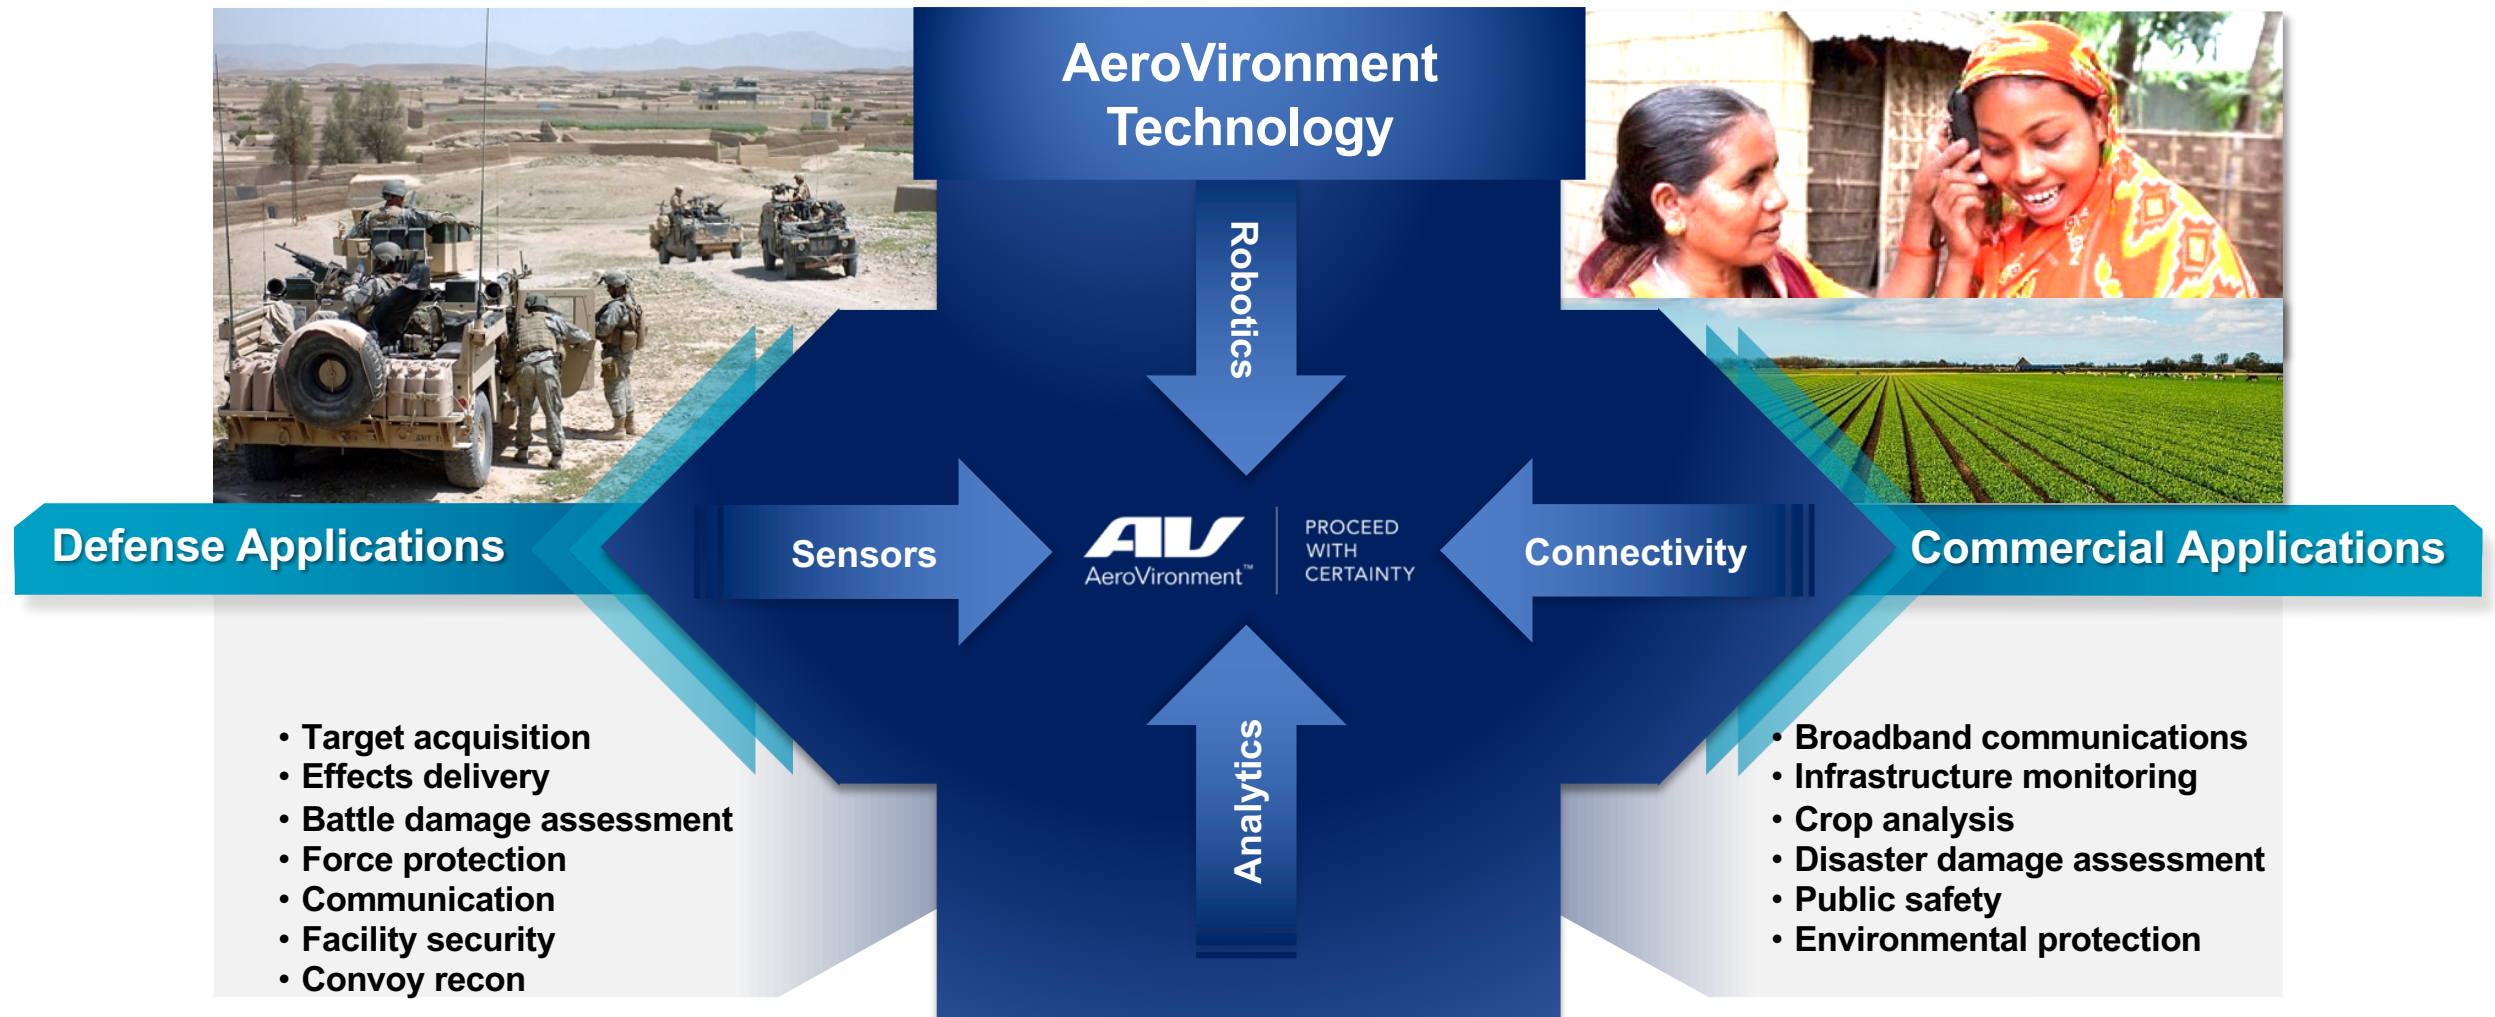 AeroVironment
Technology
Robotics
Defense Applications
Sensors
AV
AeroVironment™
PROCEED
WITH
CERTAINTY
Connectivity
Commercial Applications
Analytics
• Target acquisition
• Effects delivery
• Battle damage assessment
• Force protection
• Communication
• Facility security
• Convoy recon
• Broadband communications
• Infrastructure monitoring
• Crop analysis
• Disaster damage assessment
• Public safety
• Environmental protection